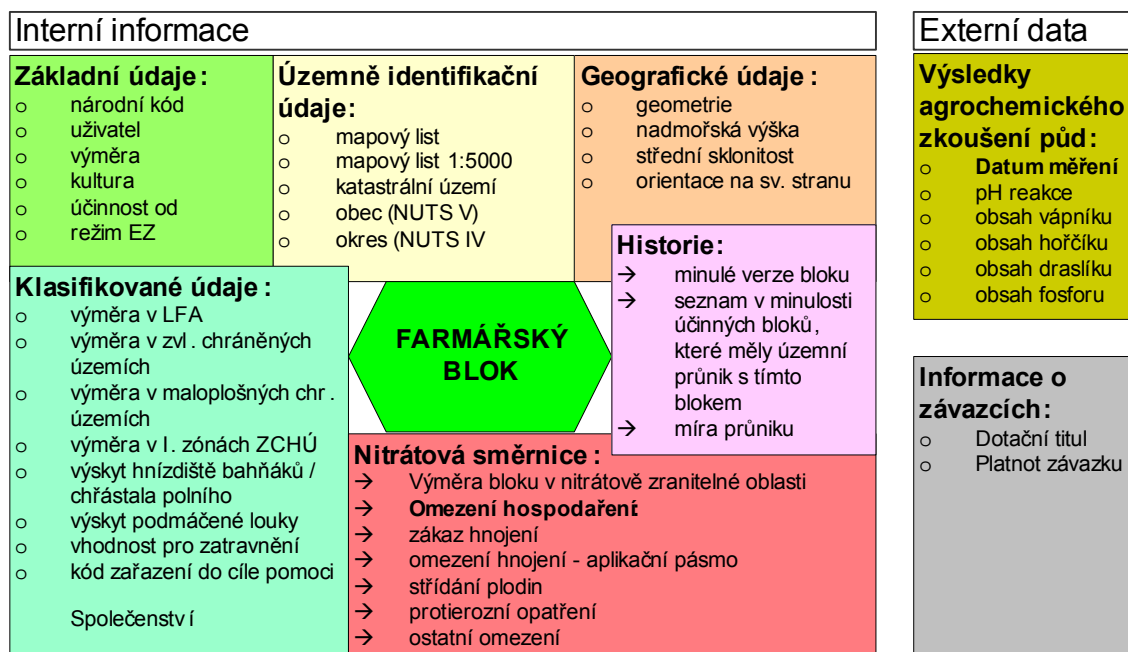 Interní informace
Základní údaje:
o národní kód
o uživatel
o výměra
o kultura
o účinnost od
o režim EZ
Územně identifikační
údaje:
o mapový list
o mapový list 1:5000
o katastrální území
o obec (NUTS V)
o okres (NUTS IV
Geografické údaje :
o geometrie
o nadmořská výška
o střední sklonitost
o orientace na sv. stranu
Klasifikované údaje :
o výměra v LFA
o výměra v zvl. chráněných
územích
o výměra v maloplošných chr.
územích
o výměra v I. zónách ZCHÚ
o výskyt hnízdiště bahňáků /
chřástala polního
o výskyt podmáčené louky
o vhodnost pro zatravnění
o kód zařazení do cíle pomoci
Společenství
FARMÁŘSKÝ
BLOK
Historie:
→ minulé verze bloku
→ seznam v minulosti
účinných bloků,
které měly územní
průnik s tímto
blokem
→ míra průniku
Nitrátová směrnice :
→ Výměra bloku v nitrátově zranitelné oblasti
→ Omezení hospodaření:
→ zákaz hnojení
→ omezení hnojení - aplikační pásmo
→ střídání plodin
→ protierozní opatření
→ ostatní omezení
Externí data
Výsledky
agrochemického
zkoušení půd:
o Datum měření
o pH reakce
o obsah vápníku
o obsah hořčíku
o obsah draslíku
o obsah fosforu
Informace o
závazcích:
o Dotační titul
o Platnot závazku